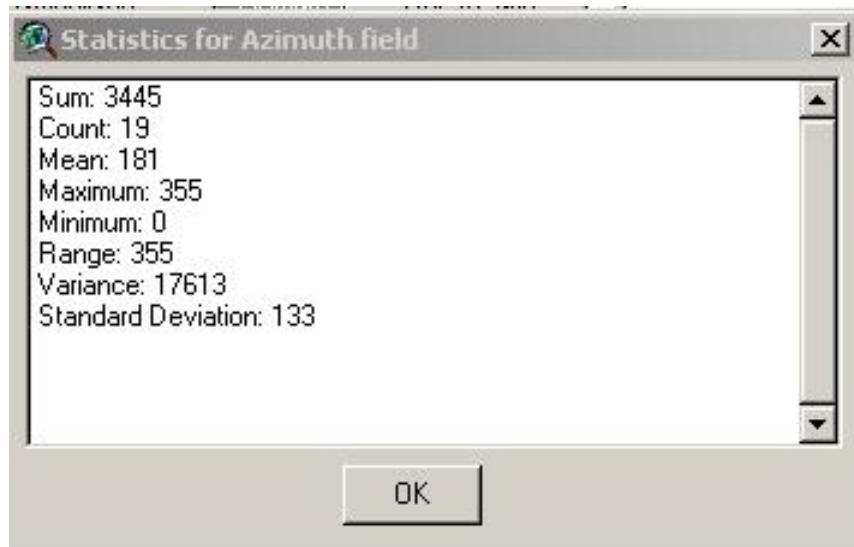 Statistics for Azimuth field
Sum: 3445
Count: 19
Mean: 181
Maximum: 355
Minimum: 0
Range: 355
Variance: 17613
Standard Deviation: 133
OK